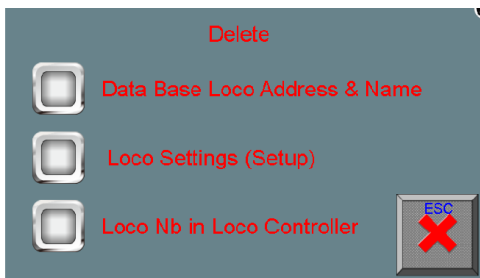 Delete
Data Base Loco Address & Name
Loco Settings (Setup)
Loco Nb in Loco Controller
ESC